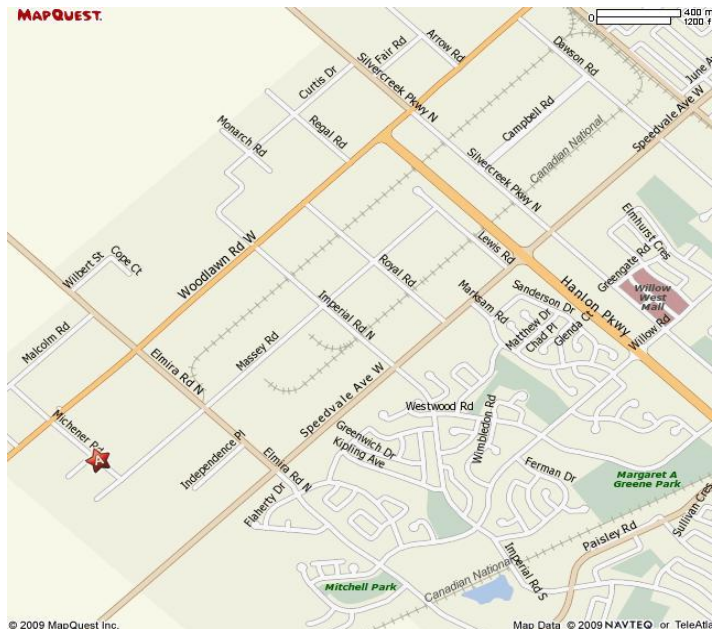 MAPQUEST.
0 400 m
1200 ft
Fair Rd
Arrow Rd
Curtis Dr
Silvercreek Pkwy N
Dawson Rd
June A
Monarch Rd
Regal Rd
Campbell Rd
Canadian National
Speedvale Ave W
Silvercreek Pkwy N
Wilbert St
Cope Ct
Woodlawn Rd W
Lewis Rd
Royal Rd
Elmhurst Cres
Greengate Rd
Willow
West
Mall
Hanlon Pkwy
Sanderson Dr
Marksam Rd
Matthew Dr
Chad Pl
Glenda Ct
Willow Rd
Malcolm Rd
Elmira Rd N
Massey Rd
Imperial Rd N
Speedvale Ave W
Michener Rd
A
Independence Pl
Elmira Rd N
Westwood Rd
Wimbledon Rd
Greenwich Dr
Kipling Ave
Ferman Dr
Margaret A
Greene Park
Flaherty Dr
Paisley Rd
Sullivan Cres
Imperial Rd S
Canadian National
Mitchell Park
© 2009 MapQuest Inc.
Map Data © 2009 NAVTEQ or TeleAtla